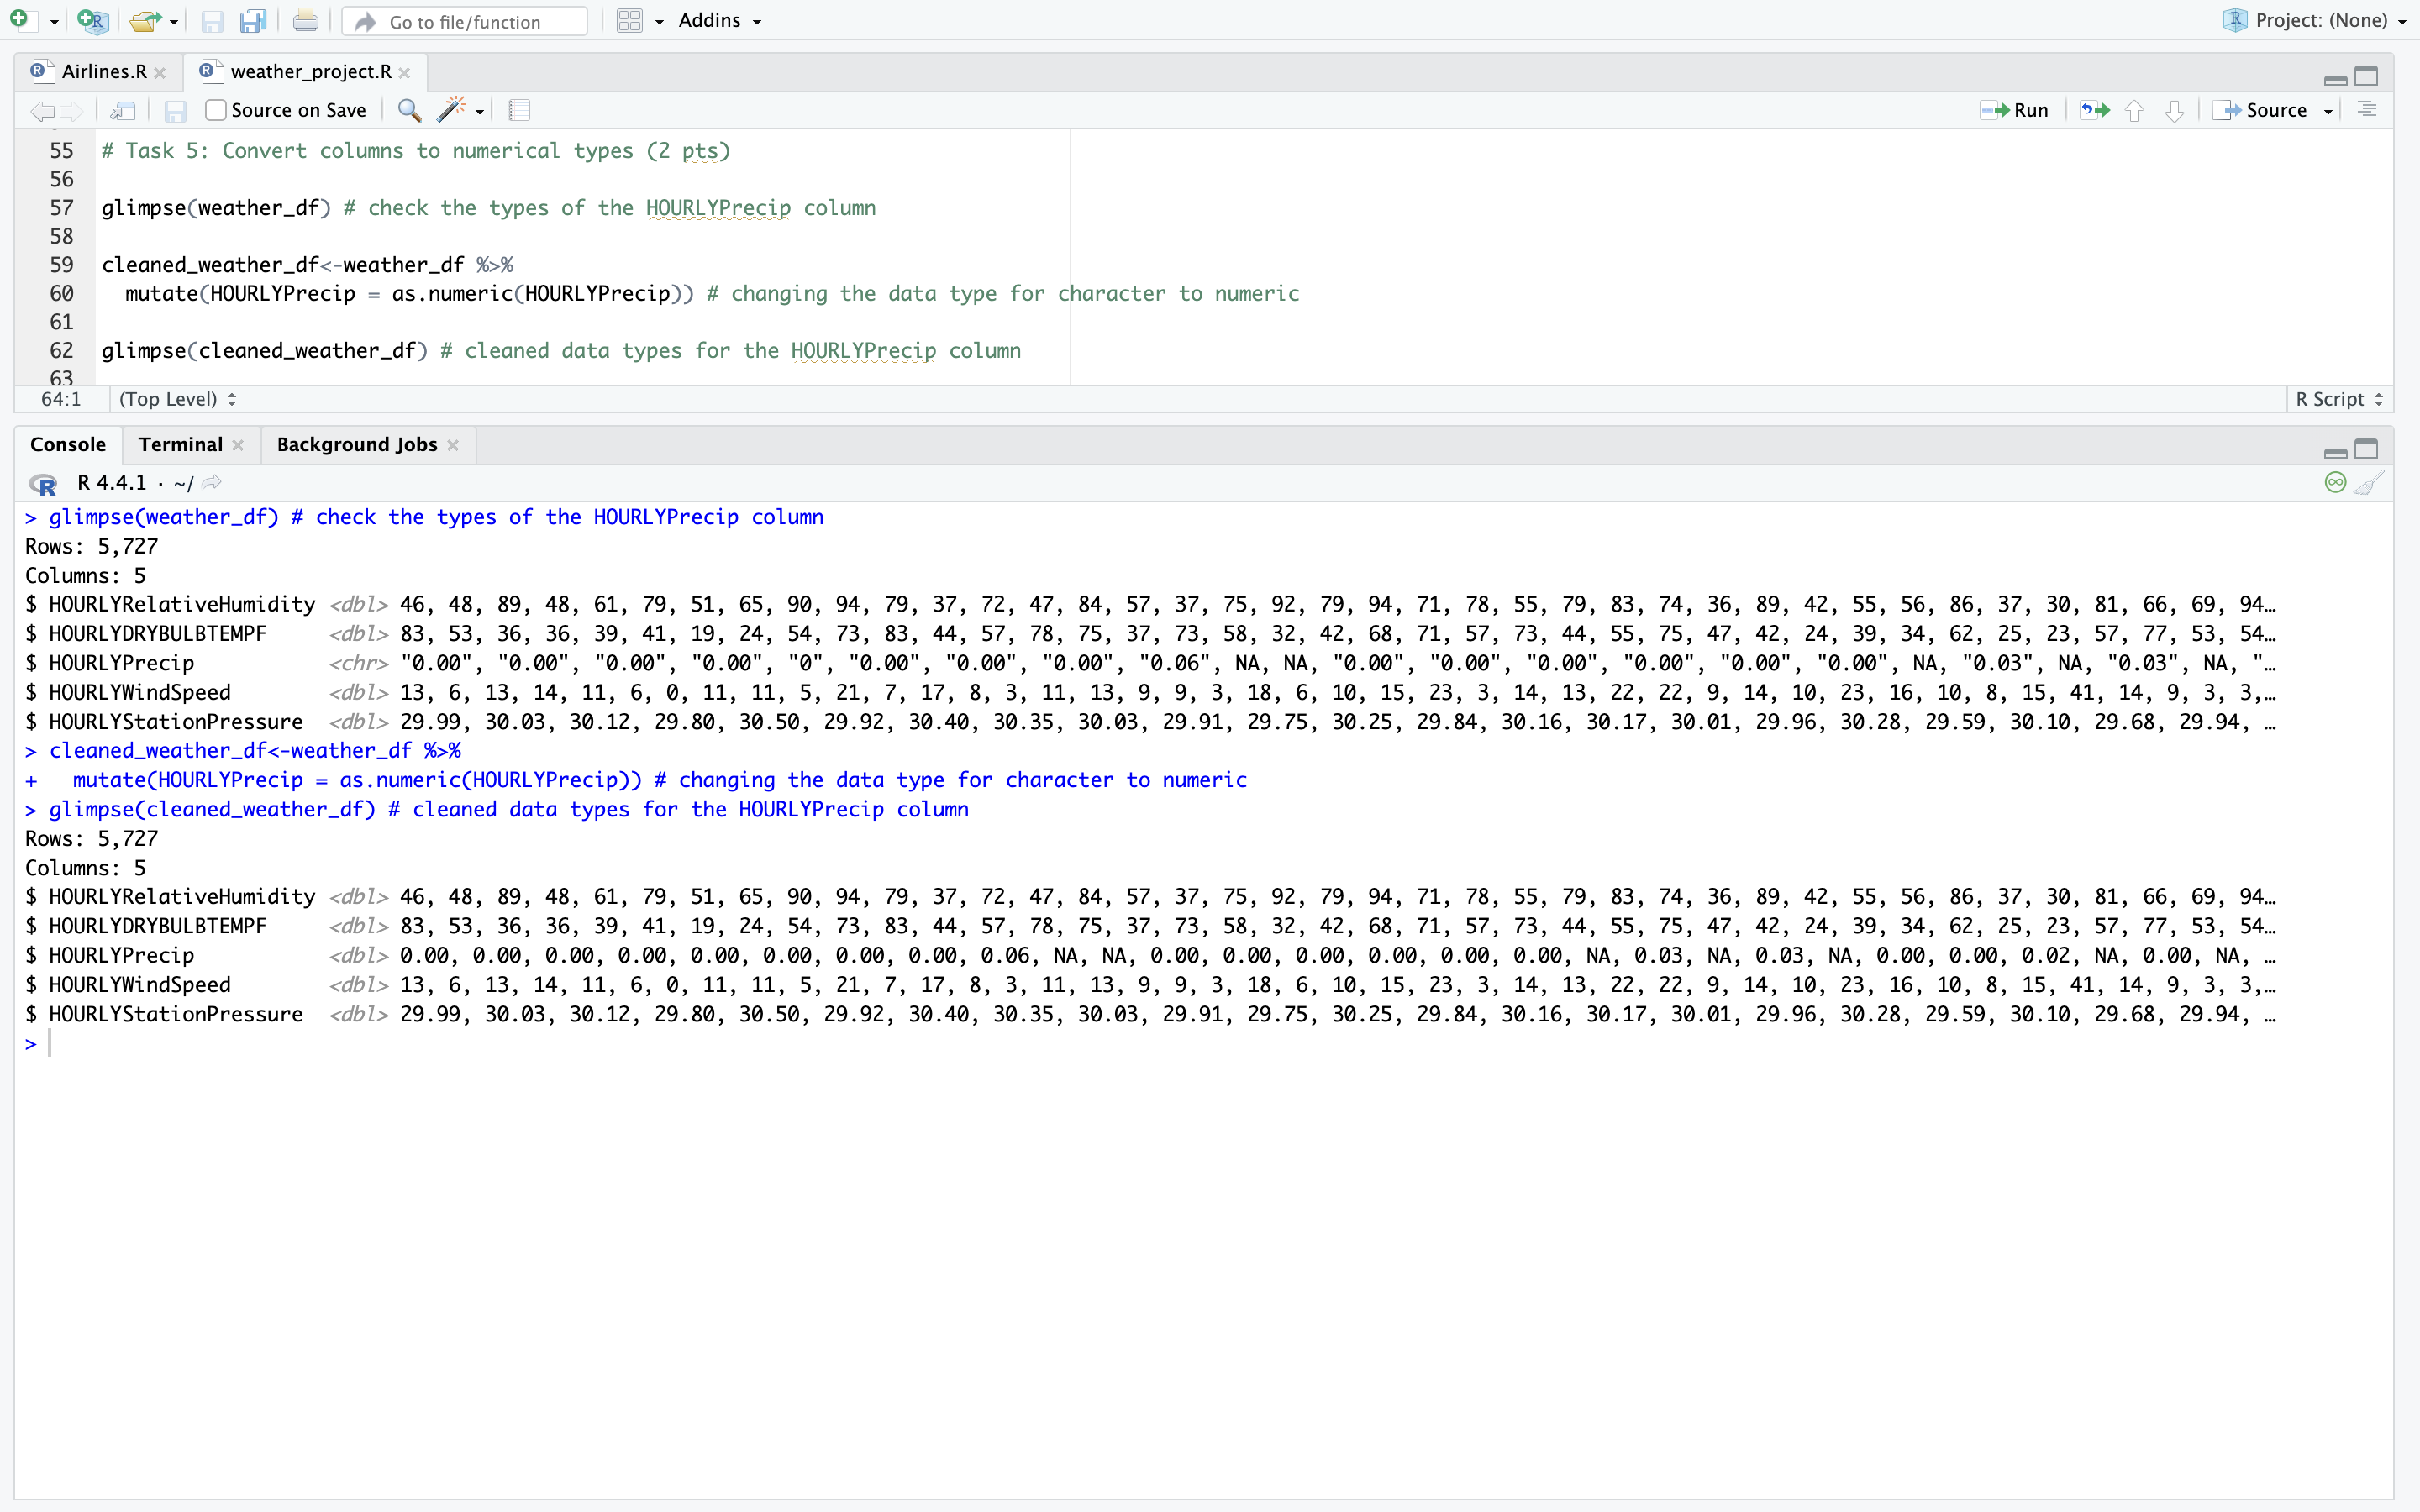 Go to file/function
Addins
Project: (None)
Airlines.R
weather_project.R
Source on Save
Run
Source
55 # Task 5: Convert columns to numerical types (2 pts)
56
57 glimpse(weather_df) # check the types of the HOURLYPrecip column
58
59 cleaned_weather_df<-weather_df %>%
60   mutate(HOURLYPrecip = as.numeric(HOURLYPrecip)) # changing the data type for character to numeric
61
62 glimpse(cleaned_weather_df) # cleaned data types for the HOURLYPrecip column
63
64:1 (Top Level) R Script
Console Terminal Background Jobs
R R 4.4.1 · ~/
> glimpse(weather_df) # check the types of the HOURLYPrecip column
Rows: 5,727
Columns: 5
$ HOURLYRelativeHumidity <dbl> 46, 48, 89, 48, 61, 79, 51, 65, 90, 94, 79, 37, 72, 47, 84, 57, 37, 75, 92, 79, 94, 71, 78, 55, 79, 83, 74, 36, 89, 42, 55, 56, 86, 37, 30, 81, 66, 69, 94…
$ HOURLYDRYBULBTEMPF <dbl> 83, 53, 36, 36, 39, 41, 19, 24, 54, 73, 83, 44, 57, 78, 75, 37, 73, 58, 32, 42, 68, 71, 57, 73, 44, 55, 75, 47, 42, 24, 39, 34, 62, 25, 23, 57, 77, 53, 54…
$ HOURLYPrecip <chr> "0.00", "0.00", "0.00", "0.00", "0", "0.00", "0.00", "0.00", "0.06", NA, NA, "0.00", "0.00", "0.00", "0.00", "0.00", "0.00", NA, "0.03", NA, "0.03", NA, "…
$ HOURLYWindSpeed <dbl> 13, 6, 13, 14, 11, 6, 0, 11, 11, 5, 21, 7, 17, 8, 3, 11, 13, 9, 9, 3, 18, 6, 10, 15, 23, 3, 14, 13, 22, 22, 9, 14, 10, 23, 16, 10, 8, 15, 41, 14, 9, 3, 3,…
$ HOURLYStationPressure <dbl> 29.99, 30.03, 30.12, 29.80, 30.50, 29.92, 30.40, 30.35, 30.03, 29.91, 29.75, 30.25, 29.84, 30.16, 30.17, 30.01, 29.96, 30.28, 29.59, 30.10, 29.68, 29.94, …
> cleaned_weather_df<-weather_df %>%
+   mutate(HOURLYPrecip = as.numeric(HOURLYPrecip)) # changing the data type for character to numeric
> glimpse(cleaned_weather_df) # cleaned data types for the HOURLYPrecip column
Rows: 5,727
Columns: 5
$ HOURLYRelativeHumidity <dbl> 46, 48, 89, 48, 61, 79, 51, 65, 90, 94, 79, 37, 72, 47, 84, 57, 37, 75, 92, 79, 94, 71, 78, 55, 79, 83, 74, 36, 89, 42, 55, 56, 86, 37, 30, 81, 66, 69, 94…
$ HOURLYDRYBULBTEMPF <dbl> 83, 53, 36, 36, 39, 41, 19, 24, 54, 73, 83, 44, 57, 78, 75, 37, 73, 58, 32, 42, 68, 71, 57, 73, 44, 55, 75, 47, 42, 24, 39, 34, 62, 25, 23, 57, 77, 53, 54…
$ HOURLYPrecip <dbl> 0.00, 0.00, 0.00, 0.00, 0.00, 0.00, 0.00, 0.00, 0.06, NA, NA, 0.00, 0.00, 0.00, 0.00, 0.00, 0.00, NA, 0.03, NA, 0.03, NA, 0.00, 0.00, 0.02, NA, 0.00, NA, …
$ HOURLYWindSpeed <dbl> 13, 6, 13, 14, 11, 6, 0, 11, 11, 5, 21, 7, 17, 8, 3, 11, 13, 9, 9, 3, 18, 6, 10, 15, 23, 3, 14, 13, 22, 22, 9, 14, 10, 23, 16, 10, 8, 15, 41, 14, 9, 3, 3,…
$ HOURLYStationPressure <dbl> 29.99, 30.03, 30.12, 29.80, 30.50, 29.92, 30.40, 30.35, 30.03, 29.91, 29.75, 30.25, 29.84, 30.16, 30.17, 30.01, 29.96, 30.28, 29.59, 30.10, 29.68, 29.94, …
>